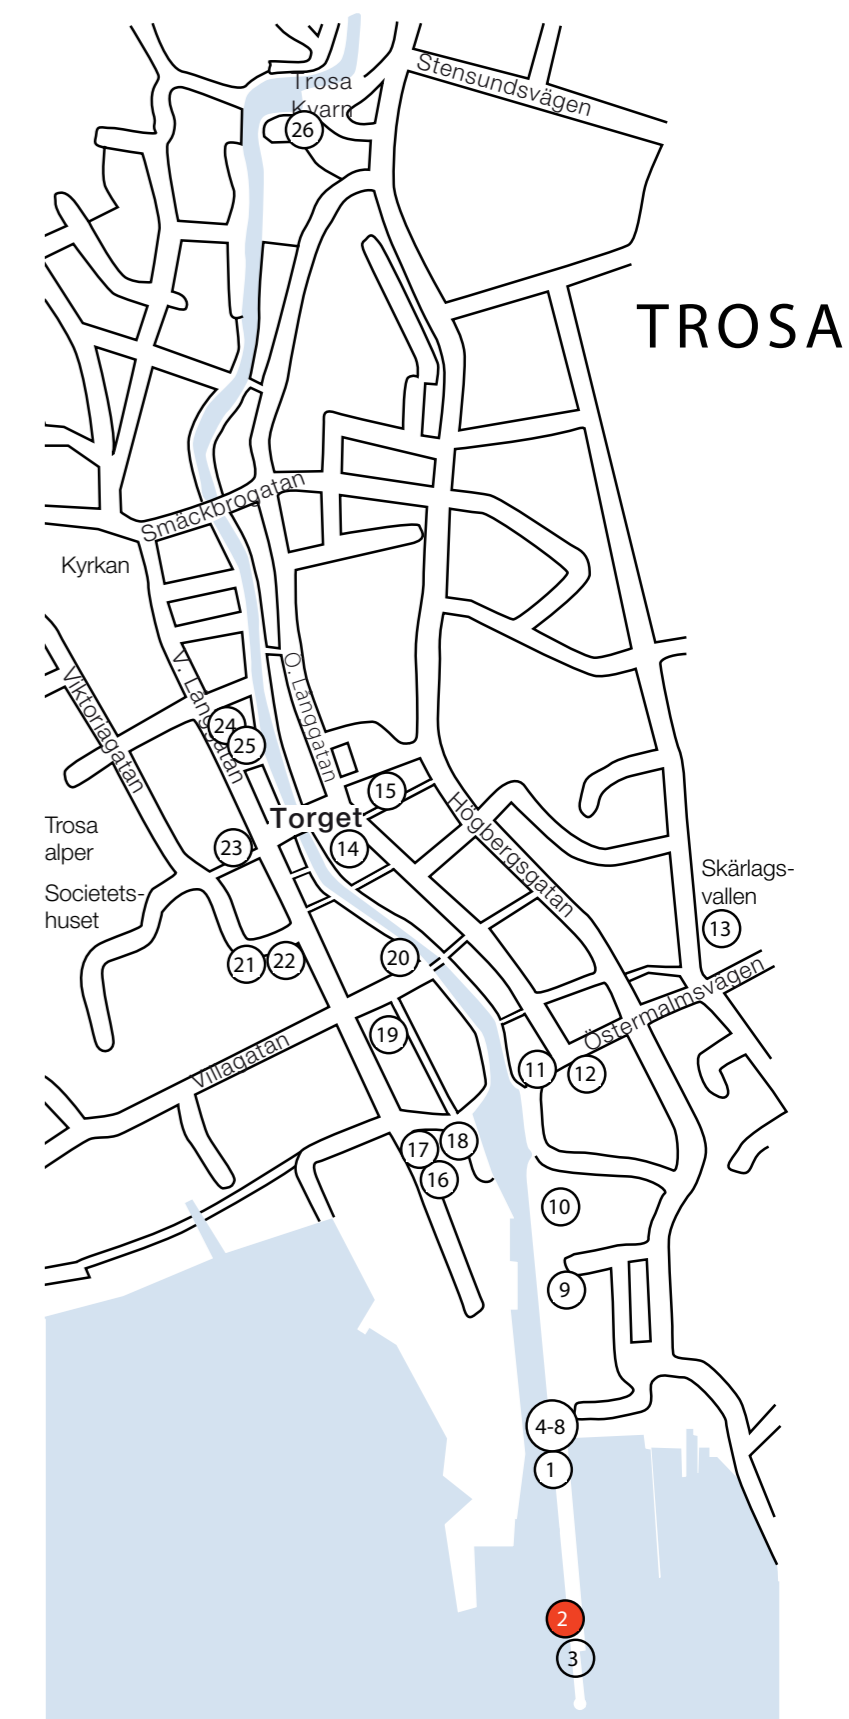 Stensundsvägen
Trosa
Kvarn
26
TROSA
Smäckbrogatan
Kyrkan
Viktoriagatan
V. Långgatan
Ö. Långgatan
24
25
15
Torget
Högbergsgatan
Trosa
alper
23
14
Societets-
huset
Skärlags-
vallen
13
21
22
20
Östermalmsvägen
19
Villagatan
11
12
17
18
16
10
9
4-8
1
2
3